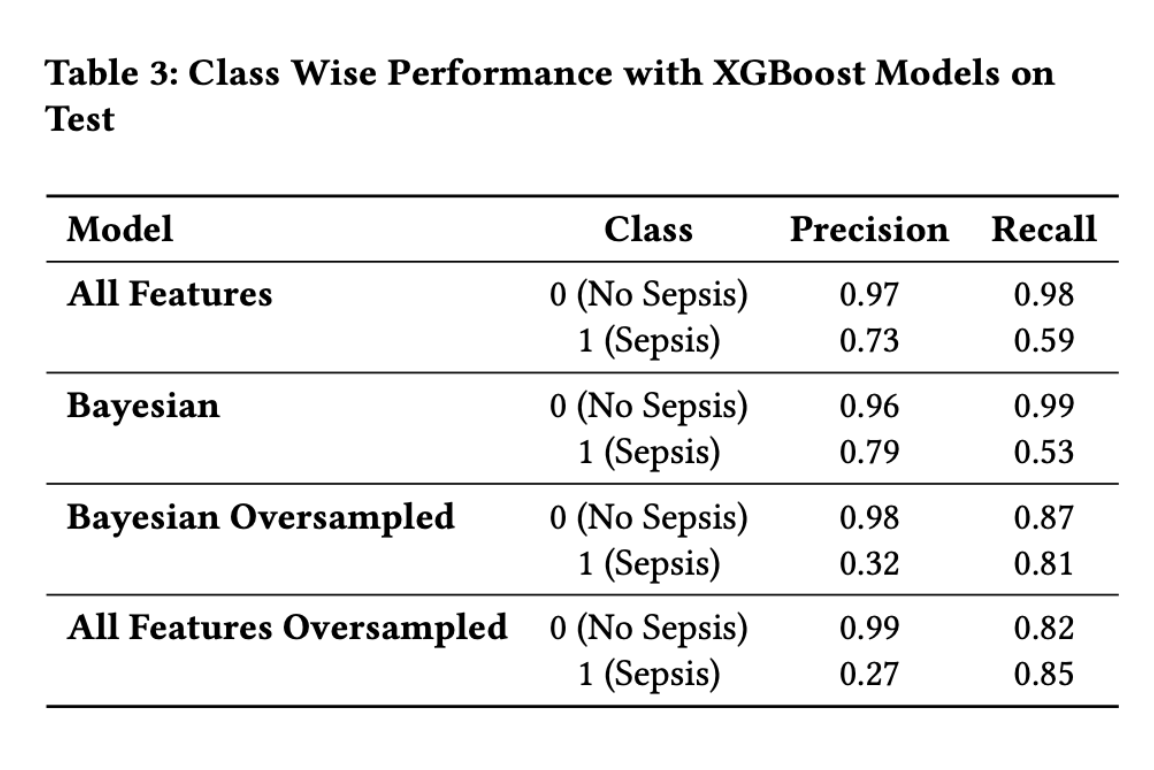 Table 3: Class Wise Performance with XGBoost Models on
Test
Model Class Precision Recall
All Features 0 (No Sepsis) 0.97 0.98
1 (Sepsis) 0.73 0.59
Bayesian 0 (No Sepsis) 0.96 0.99
1 (Sepsis) 0.79 0.53
Bayesian Oversampled 0 (No Sepsis) 0.98 0.87
1 (Sepsis) 0.32 0.81
All Features Oversampled 0 (No Sepsis) 0.99 0.82
1 (Sepsis) 0.27 0.85